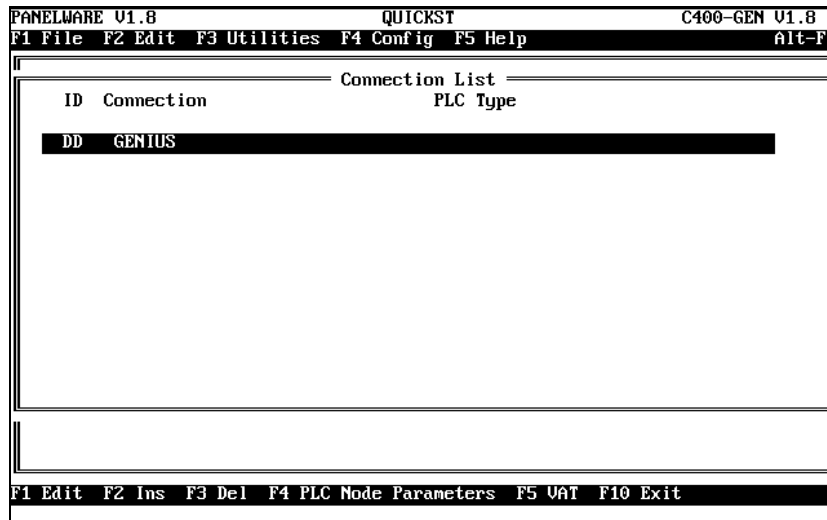 PANELWARE V1.8 QUICKST C400-GEN V1.8
F1 File F2 Edit F3 Utilities F4 Config F5 Help Alt-F
Connection List
ID Connection PLC Type
DD GENIUS
F1 Edit F2 Ins F3 Del F4 PLC Node Parameters F5 VAT F10 Exit